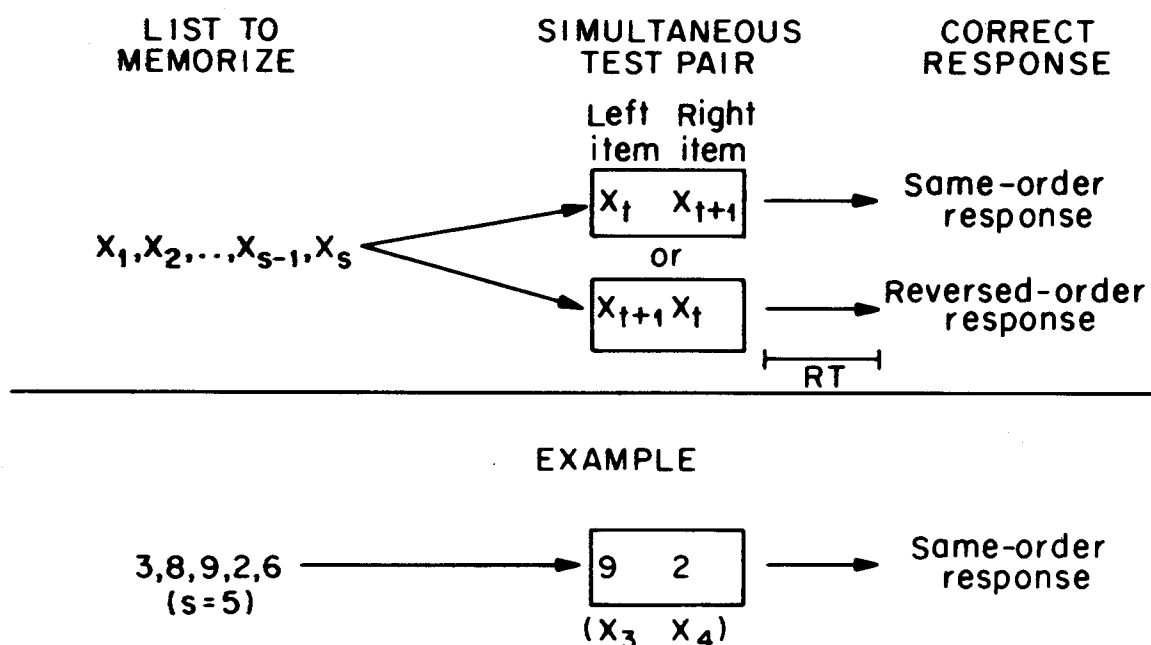 LIST TO MEMORIZE
SIMULTANEOUS TEST PAIR
CORRECT RESPONSE
Left item
Right item
X₁,X₂,...,Xₛ₋₁,Xₛ
Xₜ Xₜ₊₁
Same-order response
or
Xₜ₊₁ Xₜ
Reversed-order response
RT
EXAMPLE
3,8,9,2,6
(s=5)
9 2
(X₃ X₄)
Same-order response